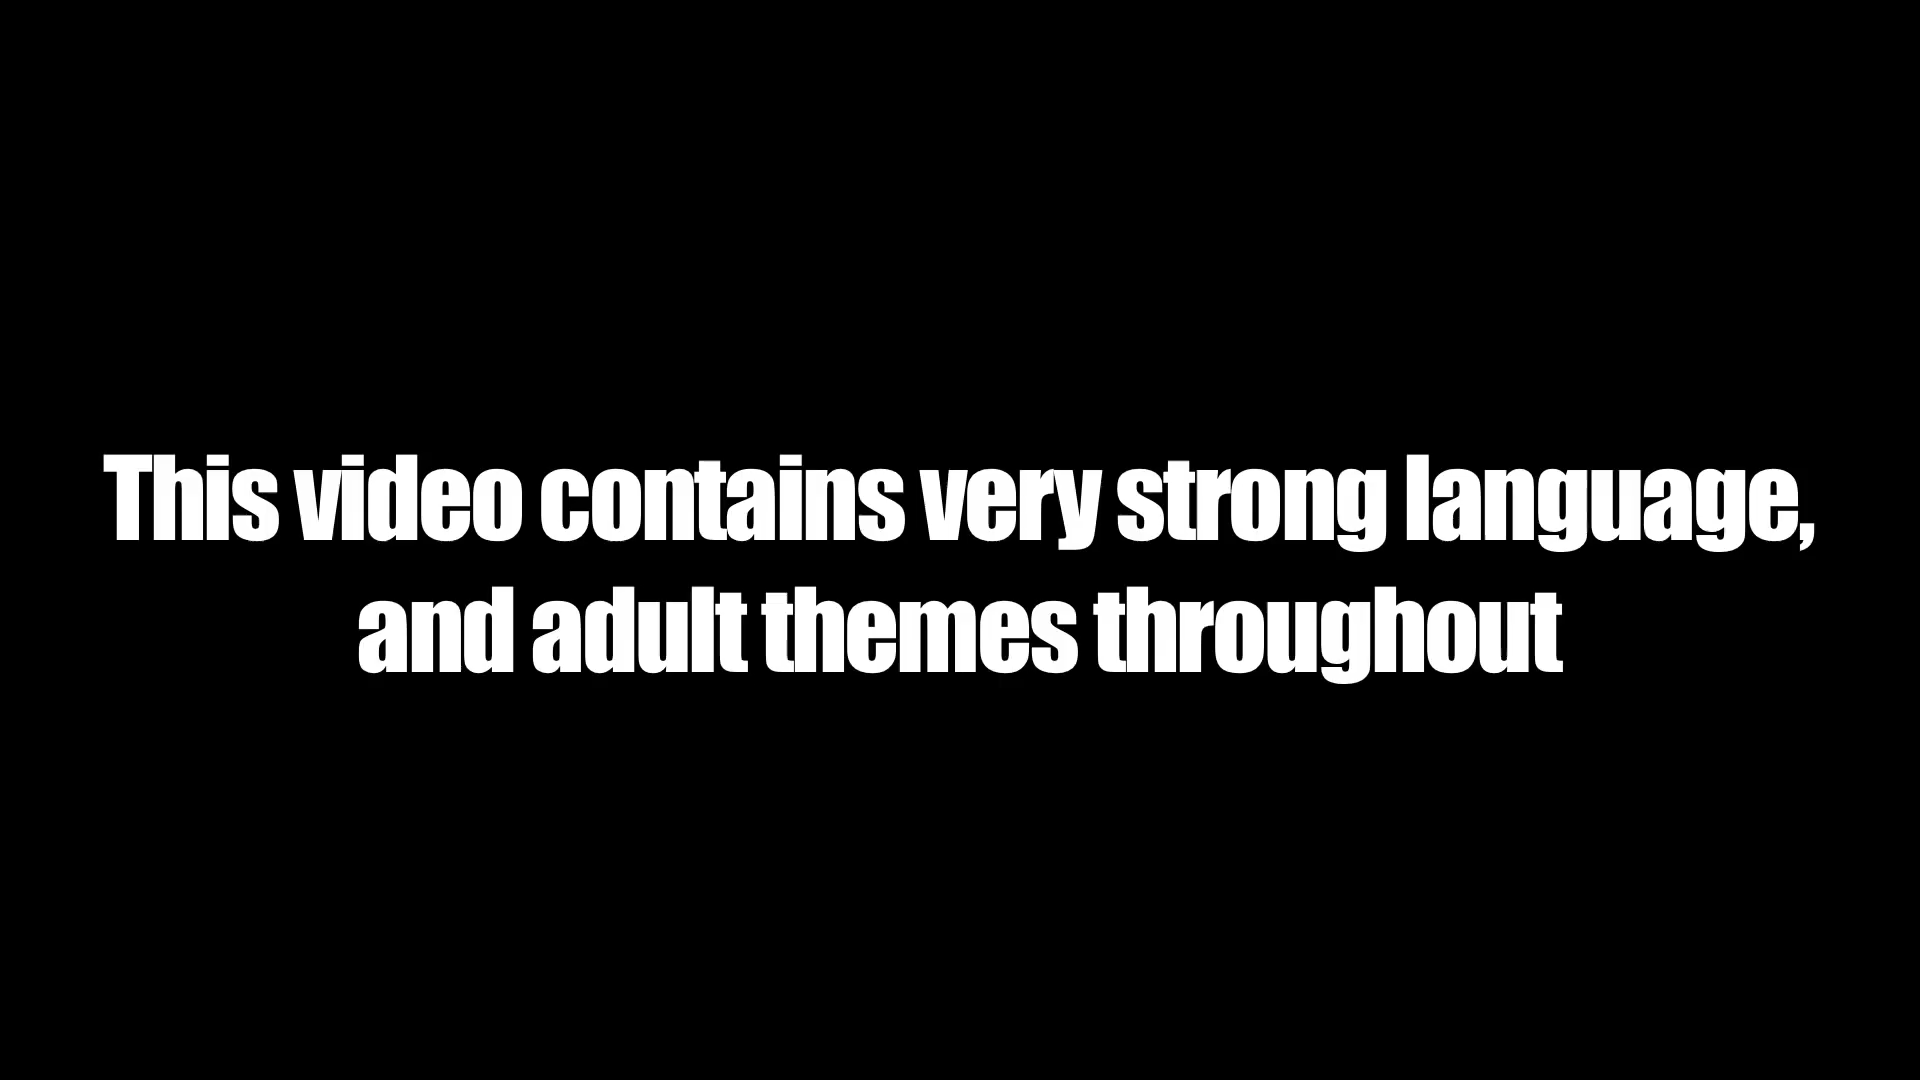 This video contains very strong language,
and adult themes throughout